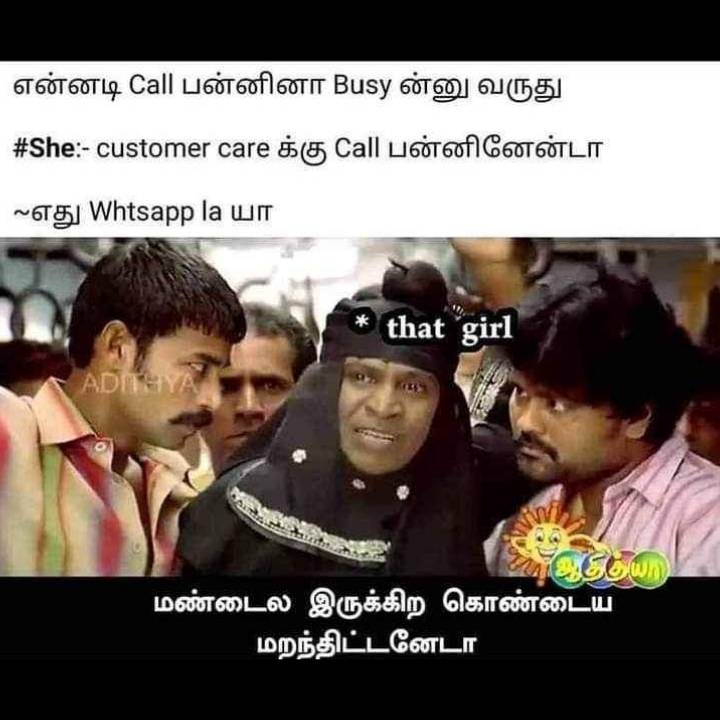 என்னடி Call பன்னினா Busy ன்னு வருது
#She:- customer care க்கு Call பன்னினேன்டா
~எது Whtsapp la யா
* that girl
ADITHYA
ஆதித்யா
மண்டைல இருக்கிற கொண்டைய
மறந்திட்டனேடா